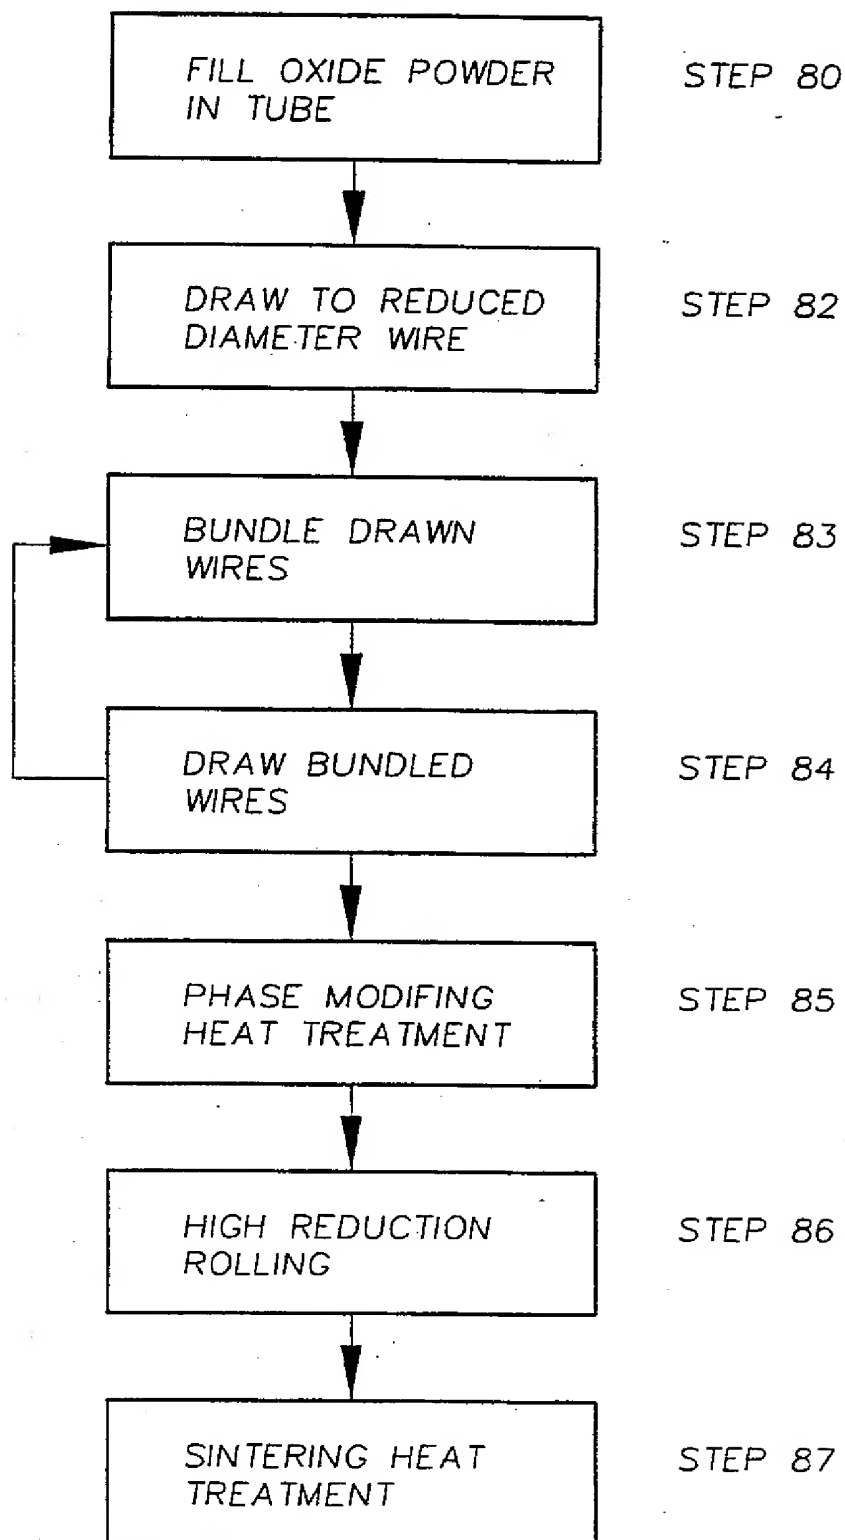 FILL OXIDE POWDER
IN TUBE
STEP 80
DRAW TO REDUCED
DIAMETER WIRE
STEP 82
BUNDLE DRAWN
WIRES
STEP 83
DRAW BUNDLED
WIRES
STEP 84
PHASE MODIFING
HEAT TREATMENT
STEP 85
HIGH REDUCTION
ROLLING
STEP 86
SINTERING HEAT
TREATMENT
STEP 87